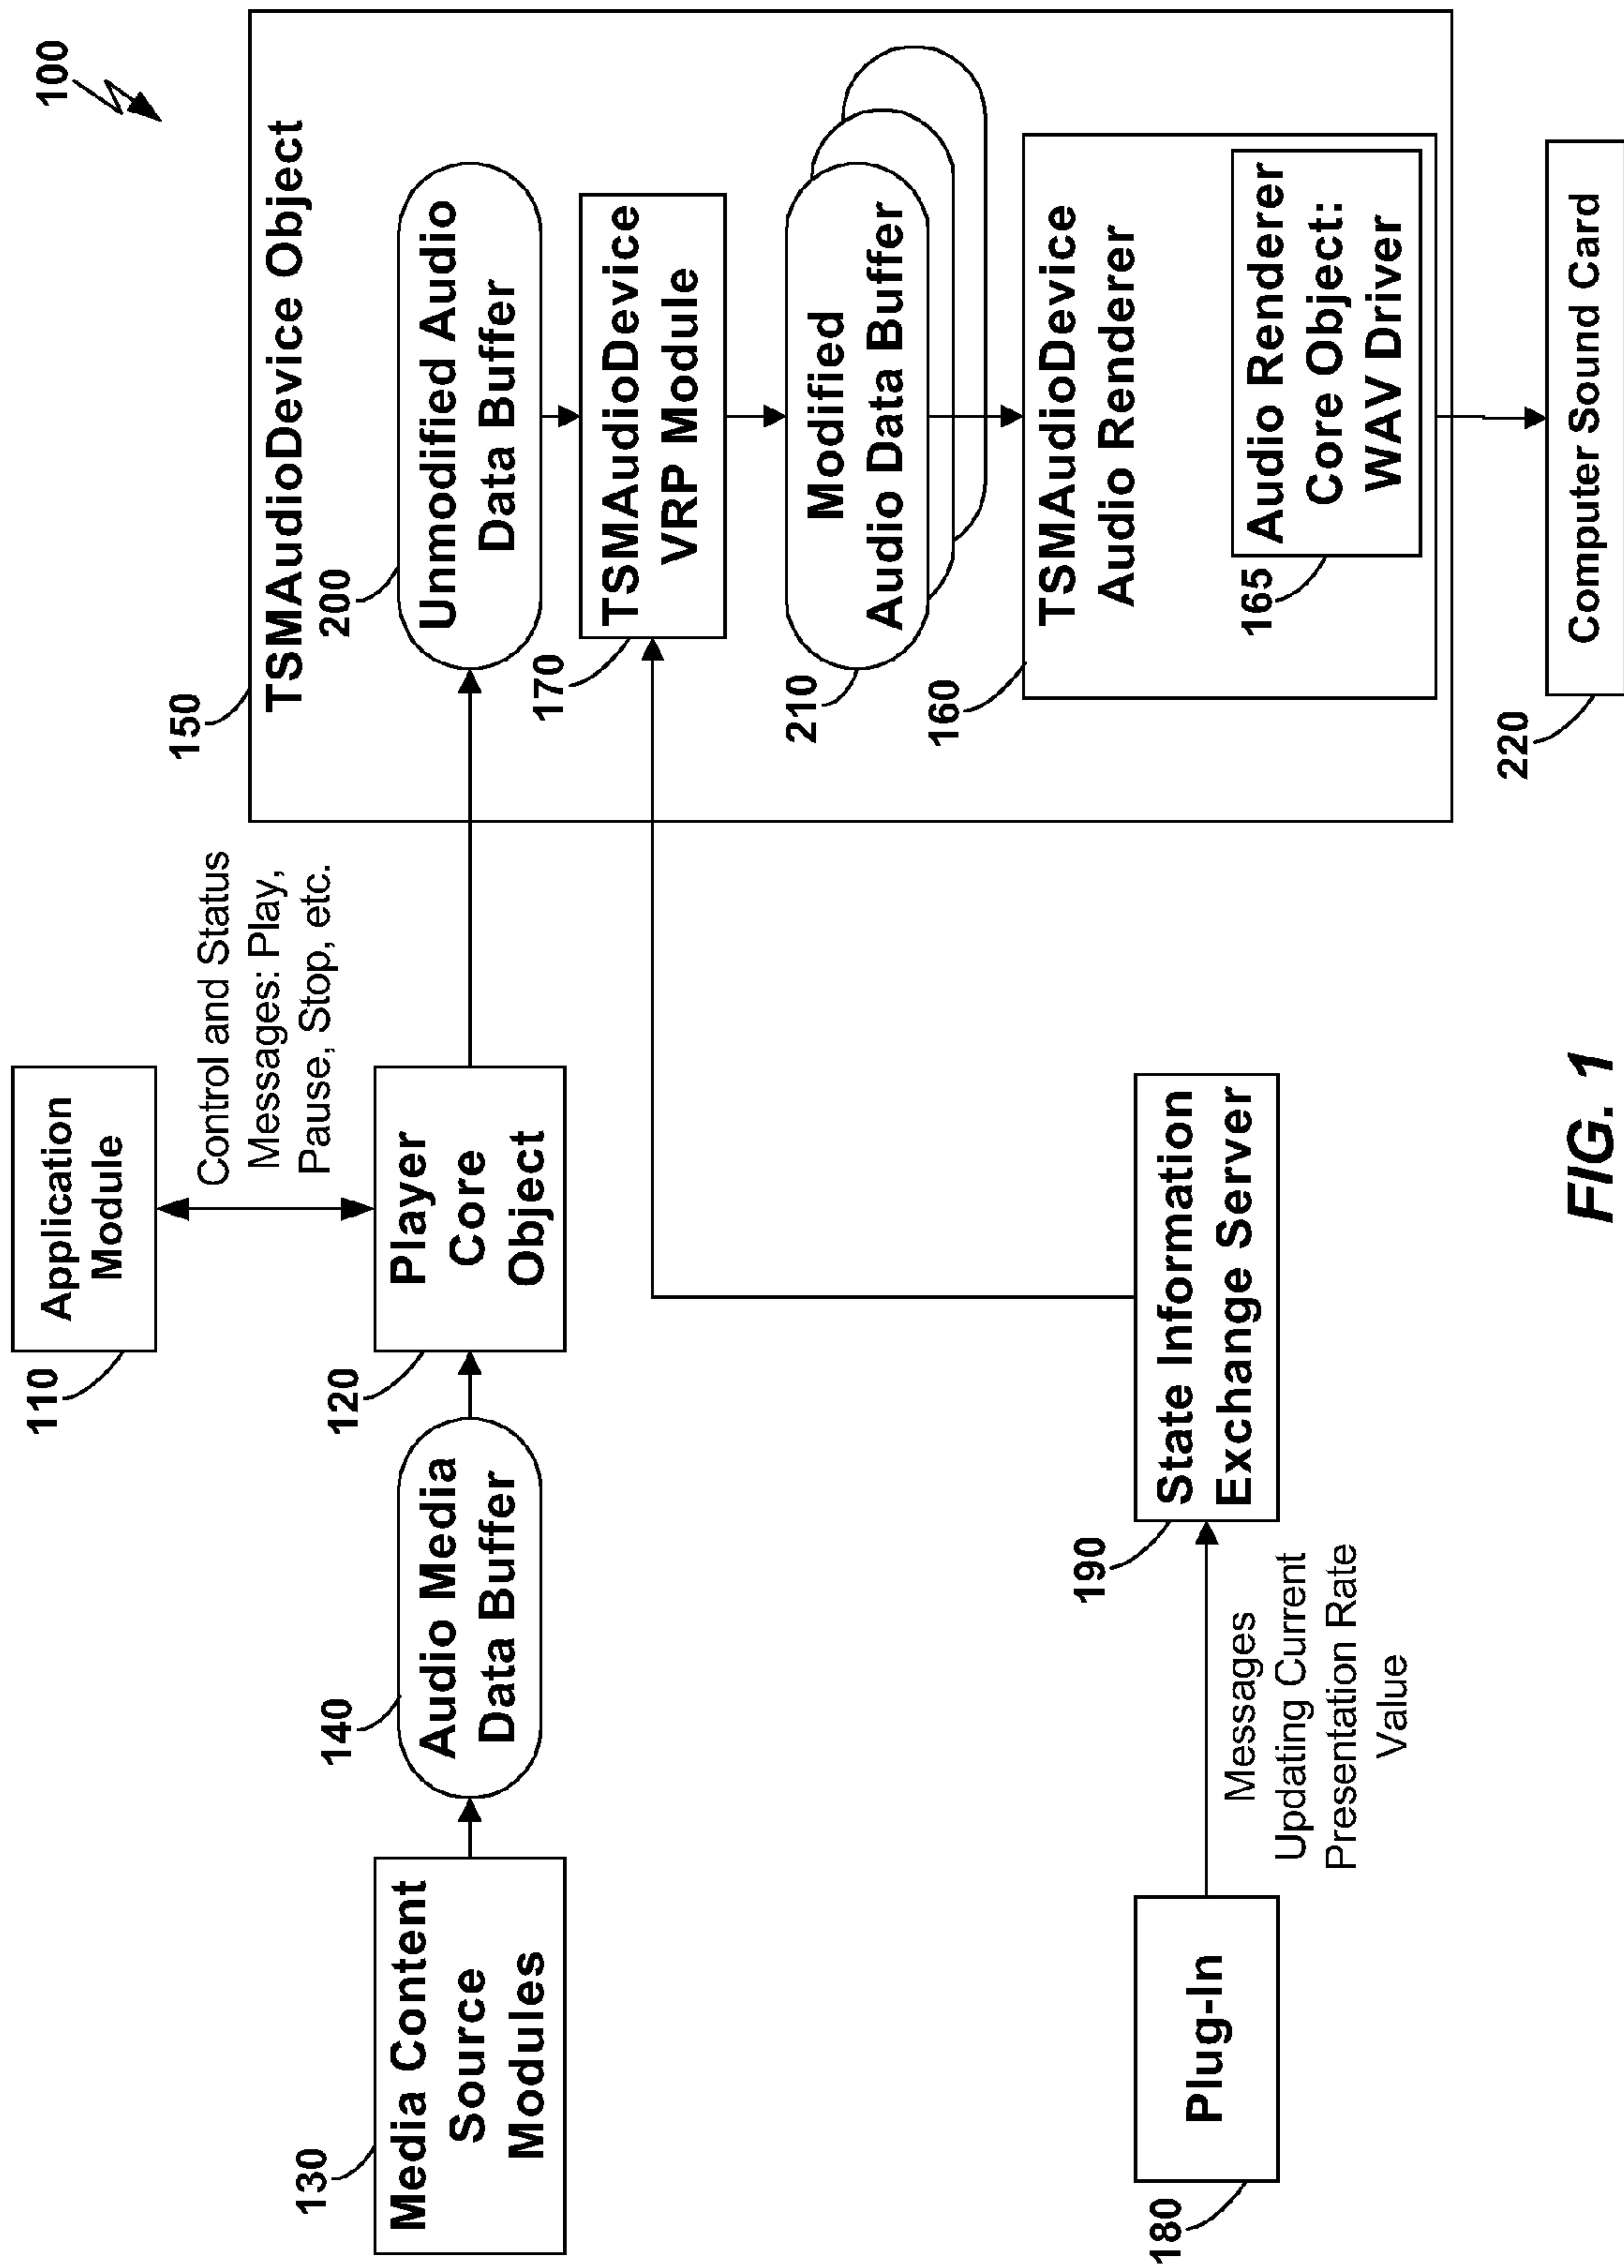 100
110
Application
Module
Control and Status
Messages: Play,
Pause, Stop, etc.
130
Media Content
Source
Modules
140
Audio Media
Data Buffer
120
Player
Core
Object
150
TSMAudioDevice Object
200
Unmodified Audio
Data Buffer
170
TSMAudioDevice
VRP Module
210
Modified
Audio Data Buffer
160
TSMAudioDevice
Audio Renderer
165
Audio Renderer
Core Object:
WAV Driver
180
Plug-In
Messages
Updating Current
Presentation Rate
Value
190
State Information
Exchange Server
220
Computer Sound Card
FIG. 1